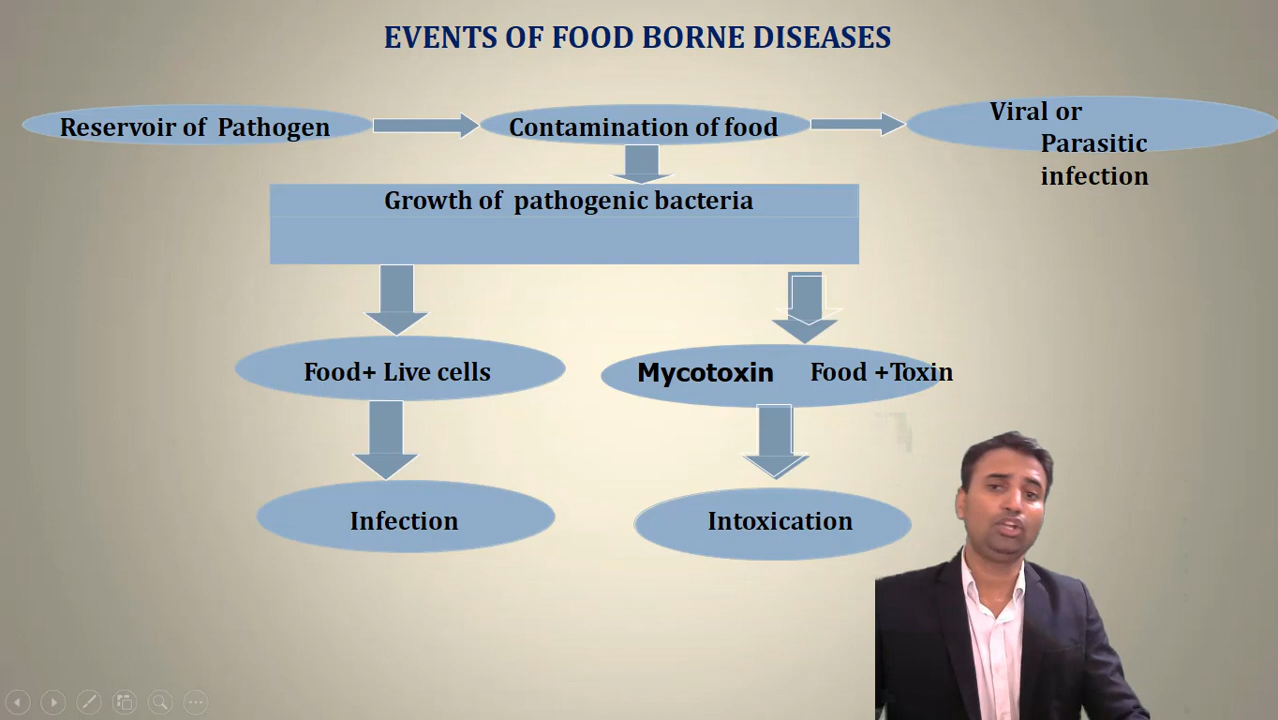 EVENTS OF FOOD BORNE DISEASES
Reservoir of Pathogen
Contamination of food
Viral or
Parasitic
infection
Growth of pathogenic bacteria
Food+ Live cells
Mycotoxin Food +Toxin
Infection
Intoxication